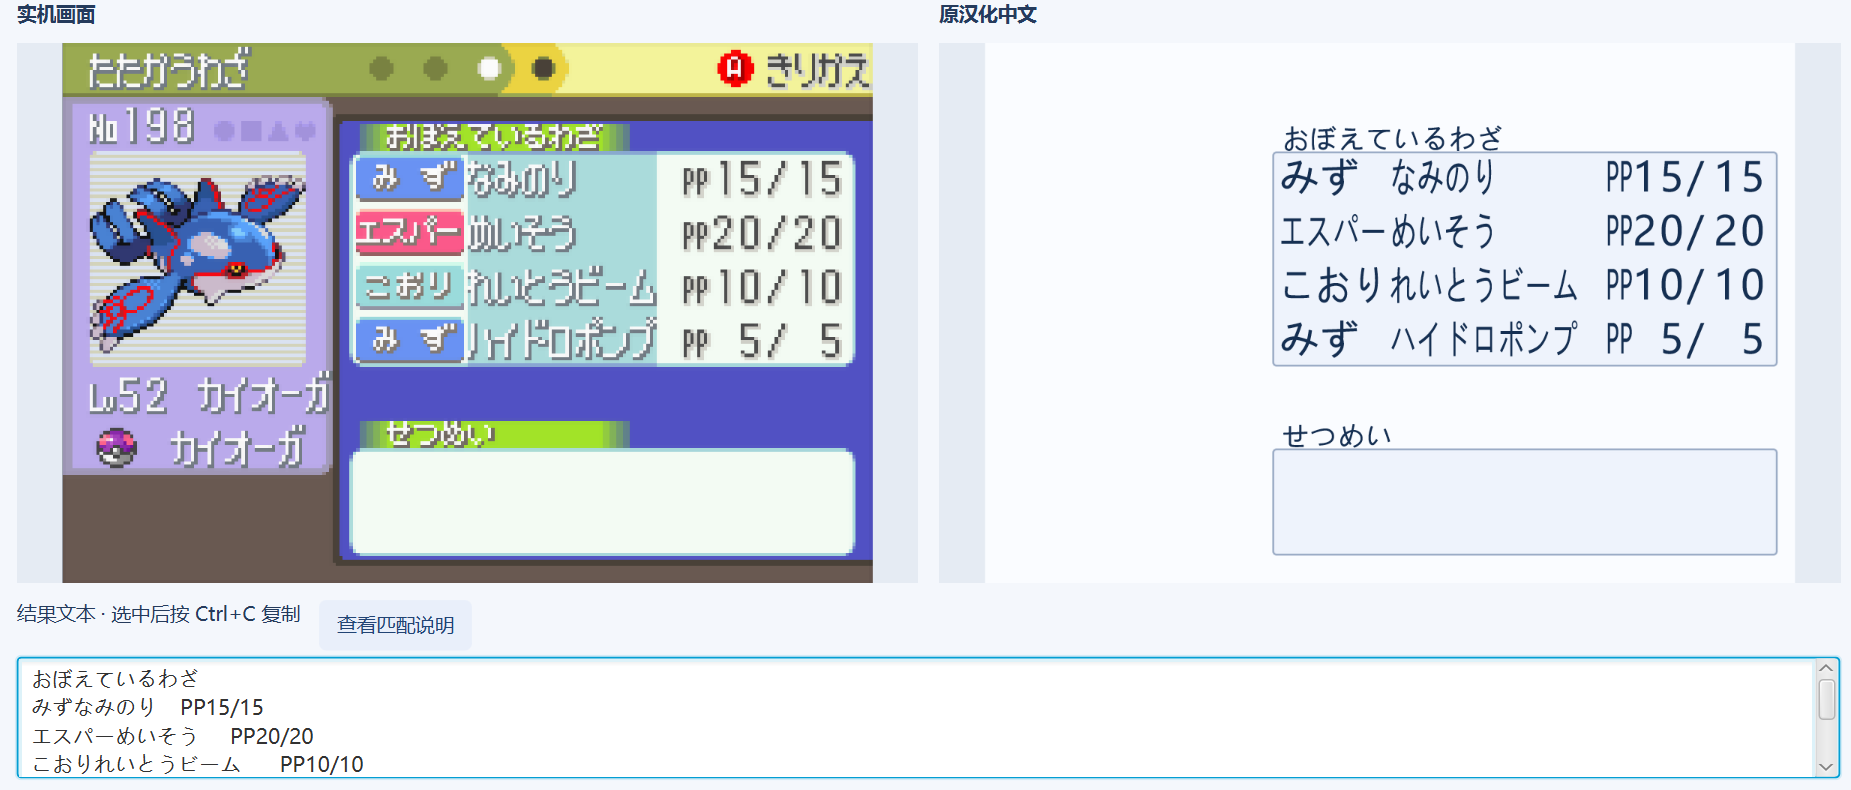 实机画面
原汉化中文
たたかうわざ
A きりかえ
№198
おぼえているわざ
みず なみのり PP15/15
エスパー めいそう PP20/20
こおり れいとうビーム PP10/10
みず ハイドロポンプ PP 5/ 5
Lv52 カイオーガ
カイオーガ
せつめい
おぼえているわざ
みず なみのり PP15/15
エスパーめいそう PP20/20
こおりれいとうビーム PP10/10
みず ハイドロポンプ PP 5/ 5
せつめい
结果文本 · 选中后按 Ctrl+C 复制
查看匹配说明
おぼえているわざ
みずなみのり PP15/15
エスパーめいそう PP20/20
こおりれいとうビーム PP10/10